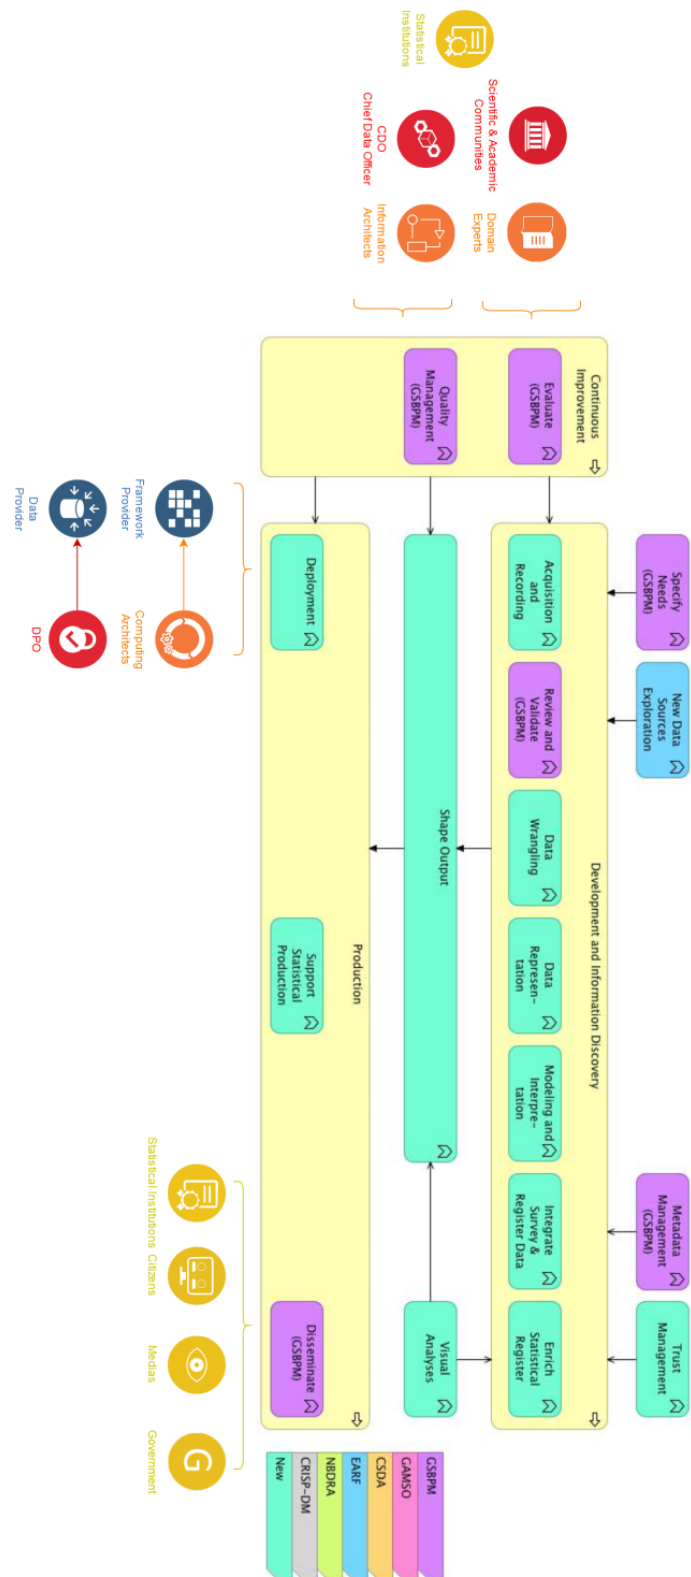 Specify
Needs
(GSBPM)
New Data
Sources
Exploration
Metadata
Management
(GSBPM)
Trust
Management
Statistical
Institutions
Scientific & Academic
Communities
Domain
Experts
CDO
Chief Data Officer
Information
Architects
Continuous
Improvement
Evaluate
(GSBPM)
Quality
Management
(GSBPM)
Development and Information Discovery
Acquisition
and
Recording
Review and
Validate
(GSBPM)
Data
Wrangling
Data
Represen-
tation
Modeling and
Interpre-
tation
Integrate
Survey &
Register Data
Enrich
Statistical
Register
Shape Output
Visual
Analyses
Production
Deployment
Support
Statistical
Production
Disseminate
(GSBPM)
Framework
Provider
Computing
Architects
Data
Provider
DPO
Statistical Institutions
Citizens
Medias
G
Government
GSBPM
GAMSO
CSDA
EARF
NBDRA
CRISP-DM
New